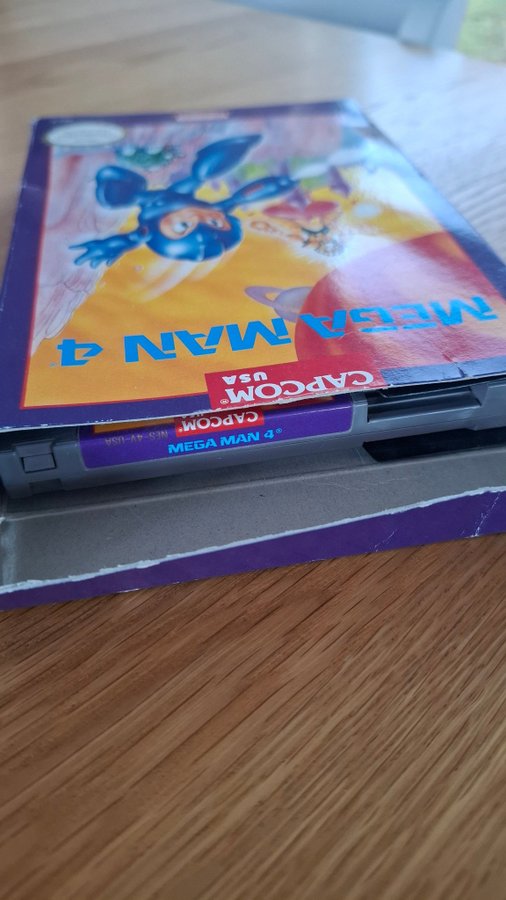 MEGA MAN 4
CAPCOM®
USA
CAPCOM®
NES-4V-USA
MEGA MAN 4®